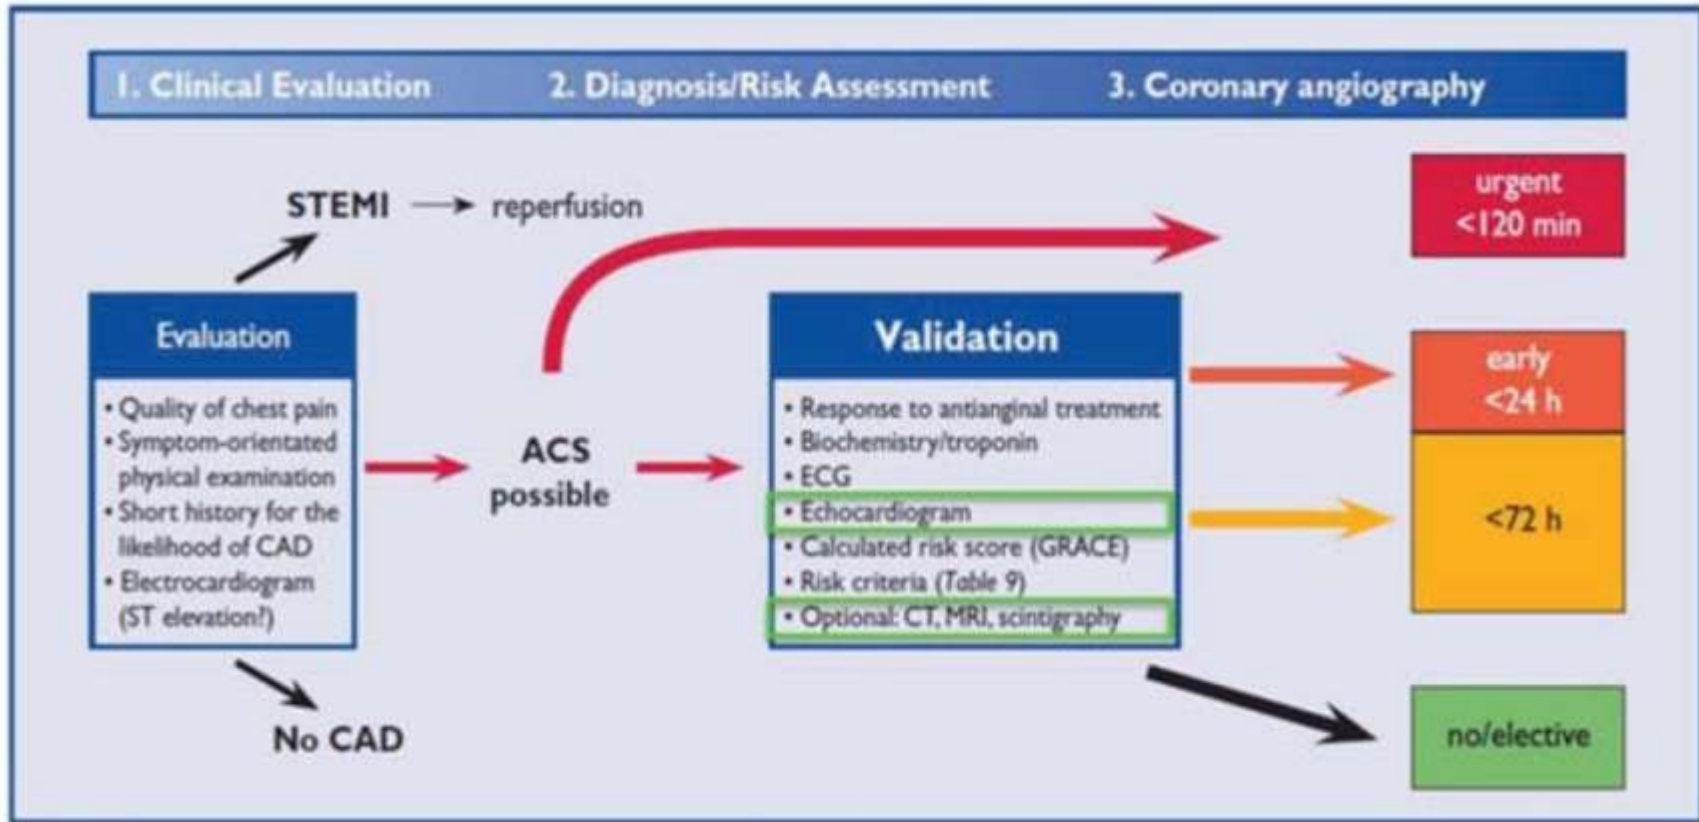 1. Clinical Evaluation
2. Diagnosis/Risk Assessment
3. Coronary angiography
STEMI
reperfusion
urgent
<120 min
Evaluation
• Quality of chest pain
• Symptom-orientated
physical examination
• Short history for the
likelihood of CAD
• Electrocardiogram
(ST elevation?)
ACS
possible
Validation
• Response to antianginal treatment
• Biochemistry/troponin
• ECG
• Echocardiogram
• Calculated risk score (GRACE)
• Risk criteria (Table 9)
• Optional: CT, MRI, scintigraphy
early
<24 h
<72 h
No CAD
no/elective